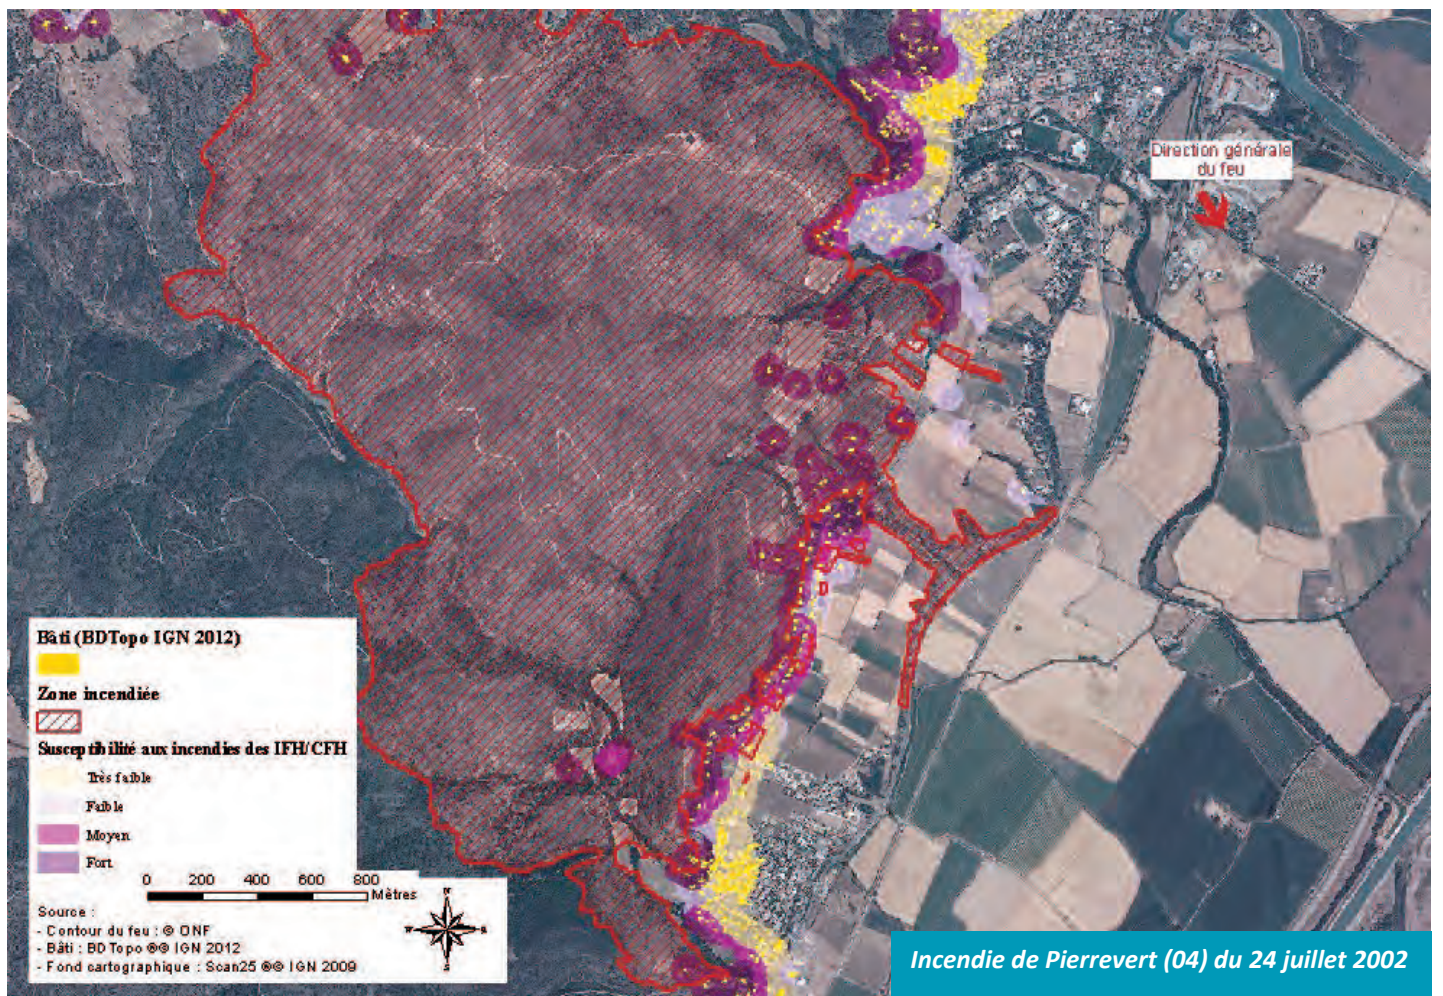 Direction générale
du feu
Bâti (BDTopo IGN 2012)
Zone incendiée
Susceptibilité aux incendies des IFH/CFH
Très faible
Faible
Moyen
Fort
0 200 400 600 800
Mètres
N
Source :
- Contour du feu : © ONF
- Bâti : BD Topo ®© IGN 2012
- Fond cartographique : Scan25 ®© IGN 2009
S
Incendie de Pierrevert (04) du 24 juillet 2002